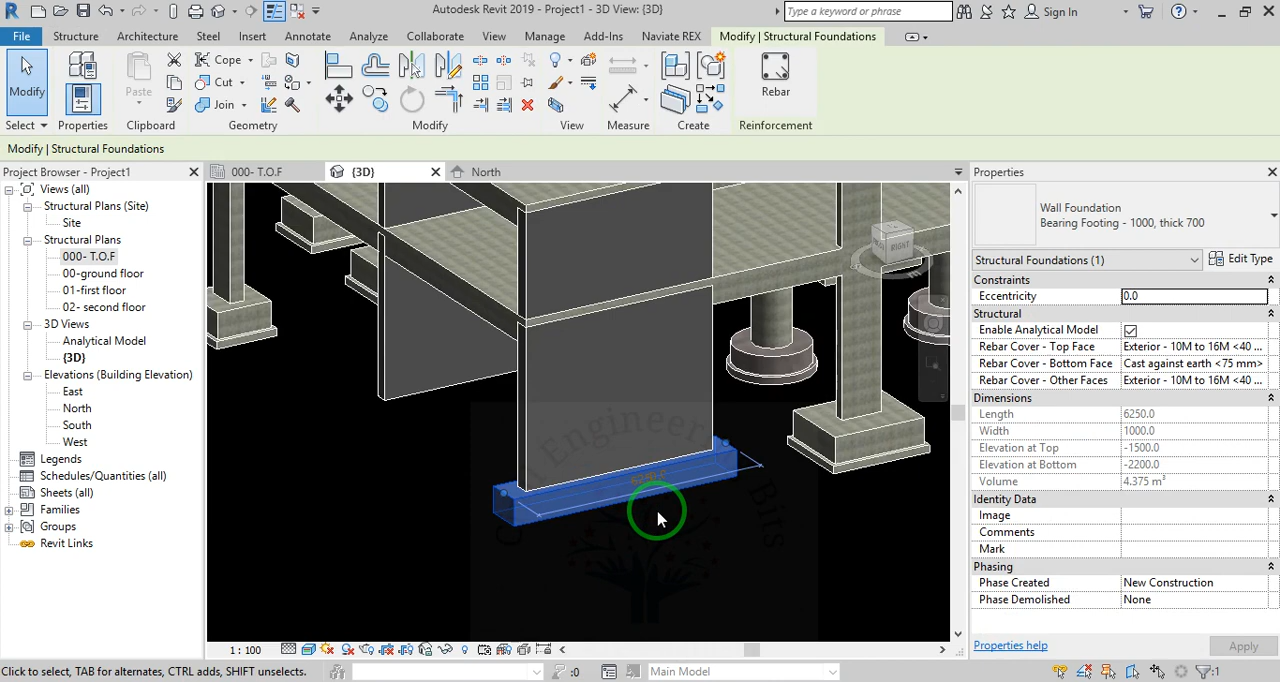 Autodesk Revit 2019 - Project1 - 3D View: {3D}
Type a keyword or phrase
Sign In
File
Structure
Architecture
Steel
Insert
Annotate
Analyze
Collaborate
View
Manage
Add-Ins
Naviate REX
Modify | Structural Foundations
Modify
Paste
Cope
Cut
Join
Rebar
Select
Properties
Clipboard
Geometry
Modify
View
Measure
Create
Reinforcement
Modify | Structural Foundations
Project Browser - Project1
Views (all)
Structural Plans (Site)
Site
Structural Plans
000- T.O.F
00-ground floor
01-first floor
02- second floor
3D Views
Analytical Model
{3D}
Elevations (Building Elevation)
East
North
South
West
Legends
Schedules/Quantities (all)
Sheets (all)
Families
Groups
Revit Links
000- T.O.F
{3D}
North
RIGHT
Engineer
Bits
1 : 100
Properties
Wall Foundation
Bearing Footing - 1000, thick 700
Structural Foundations (1)
Edit Type
Constraints
Eccentricity 0.0
Structural
Enable Analytical Model
Rebar Cover - Top Face Exterior - 10M to 16M <40 ...
Rebar Cover - Bottom Face Cast against earth <75 mm>
Rebar Cover - Other Faces Exterior - 10M to 16M <40 ...
Dimensions
Length 6250.0
Width 1000.0
Elevation at Top -1500.0
Elevation at Bottom -2200.0
Volume 4.375 m³
Identity Data
Image
Comments
Mark
Phasing
Phase Created New Construction
Phase Demolished None
Properties help
Apply
Click to select, TAB for alternates, CTRL adds, SHIFT unselects.
:0
Main Model
:1